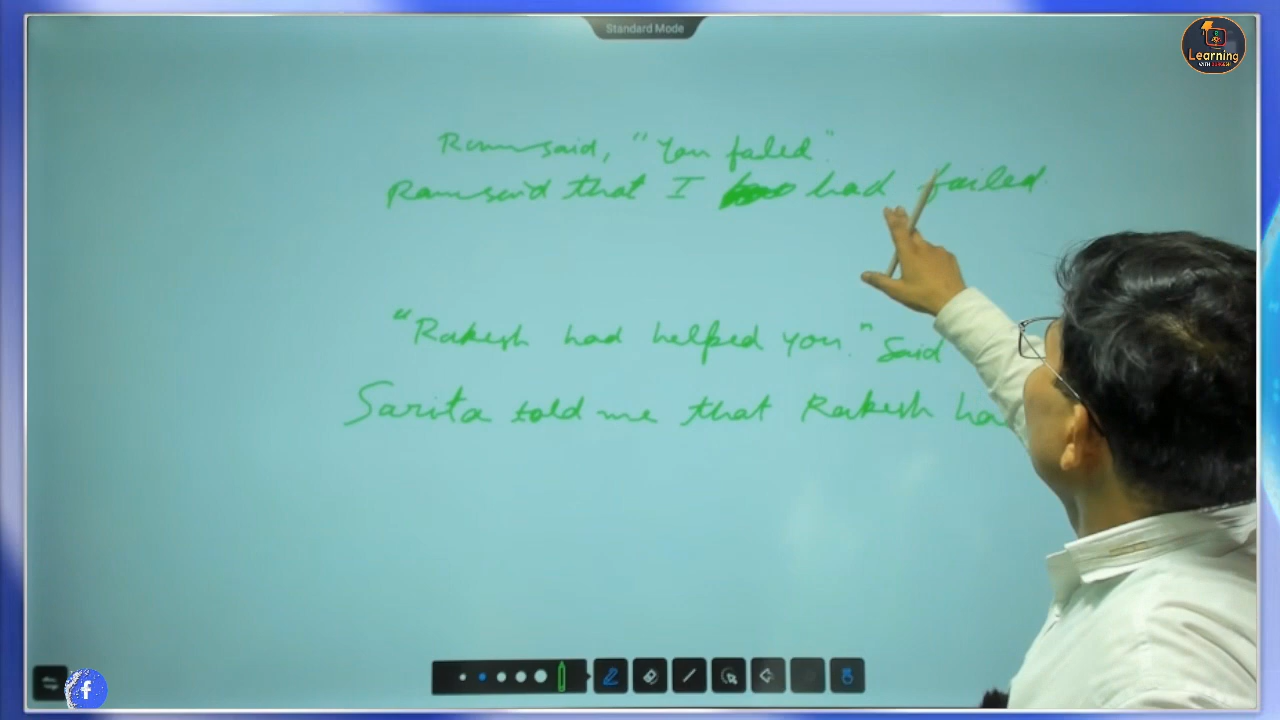 Standard Mode
Learning
Ram said, "You failed"
Ram said that I had failed.
"Rakesh had helped you." Said
Sarita told me that Rakesh ha
f